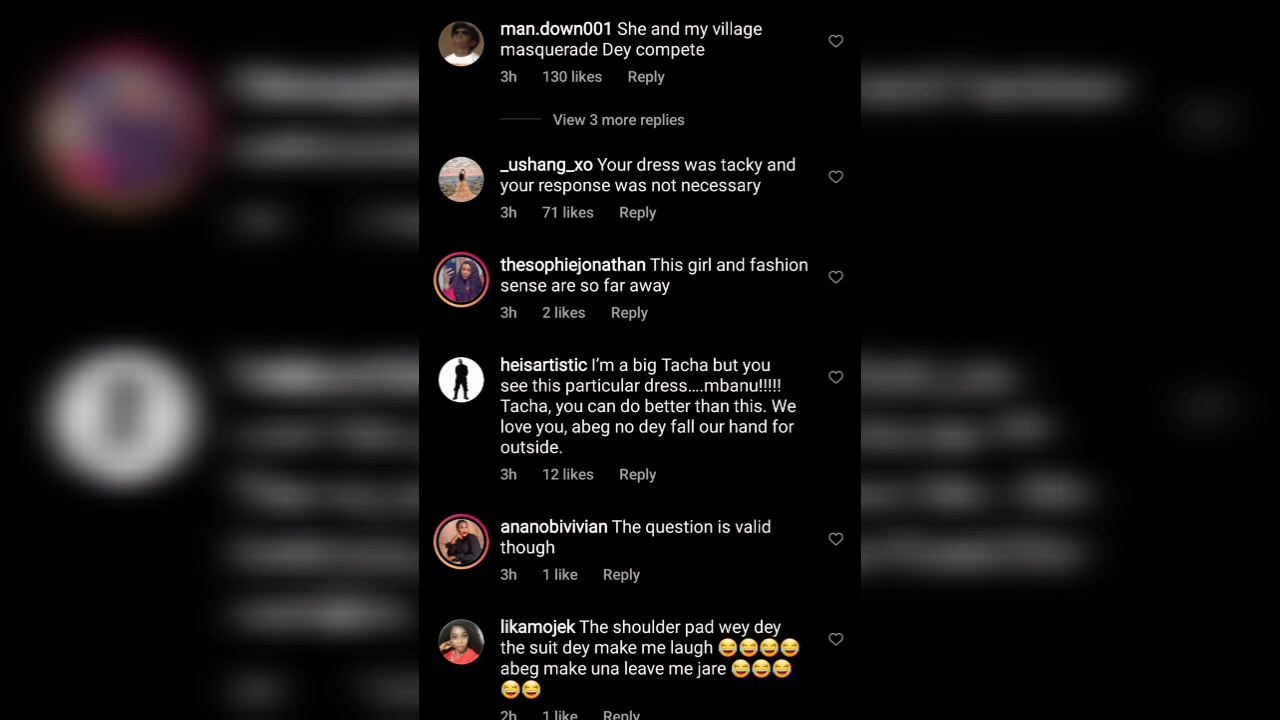 man.down001 She and my village
masquerade Dey compete
3h 130 likes Reply
View 3 more replies
_ushang_xo Your dress was tacky and
your response was not necessary
3h 71 likes Reply
thesophiejonathan This girl and fashion
sense are so far away
3h 2 likes Reply
heisartistic I’m a big Tacha but you
see this particular dress....mbanu!!!!!
Tacha, you can do better than this. We
love you, abeg no dey fall our hand for
outside.
3h 12 likes Reply
ananobivivian The question is valid
though
3h 1 like Reply
likamojek The shoulder pad wey dey
the suit dey make me laugh 😂😂😂😂
abeg make una leave me jare 😂😂😂
😂😂
2h 1 like Reply